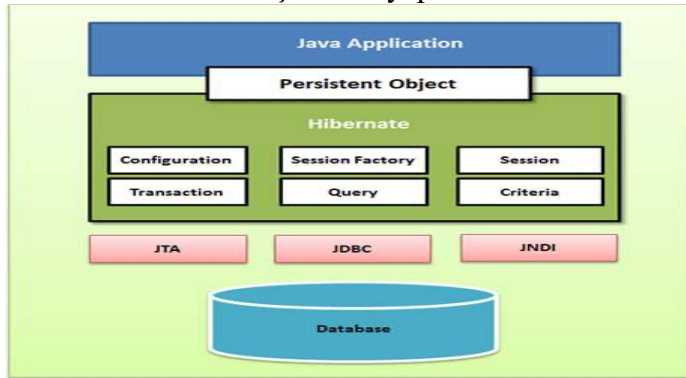 Java Application
Persistent Object
Hibernate
Configuration Session Factory Session
Transaction Query Criteria
JTA JDBC JNDI
Database